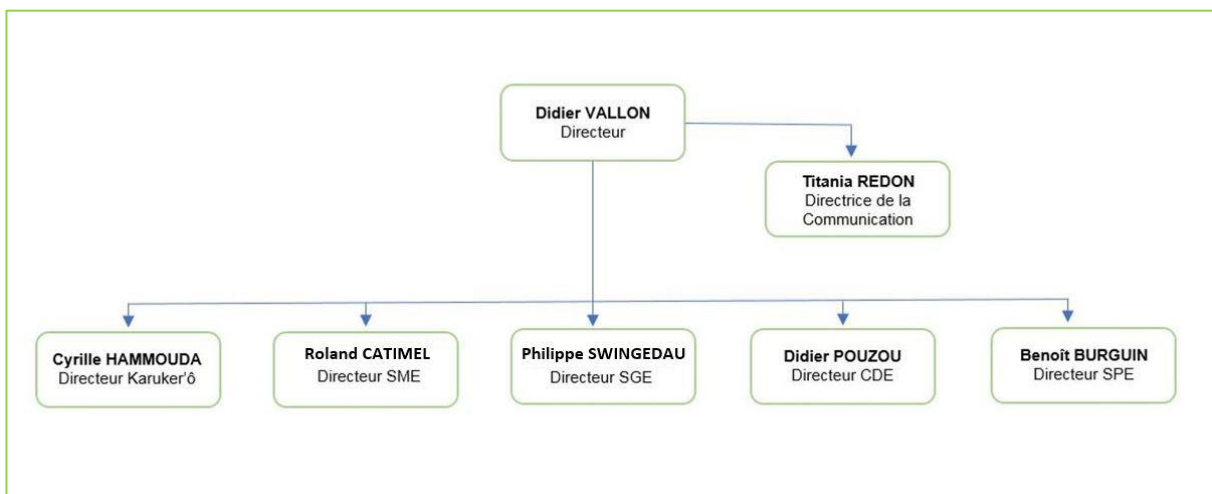 Didier VALLON
Directeur
Titania REDON
Directrice de la
Communication
Cyrille HAMMOUDA
Directeur Karuker'ô
Roland CATIMEL
Directeur SME
Philippe SWINGEDAU
Directeur SGE
Didier POUZOU
Directeur CDE
Benoît BURGUIN
Directeur SPE